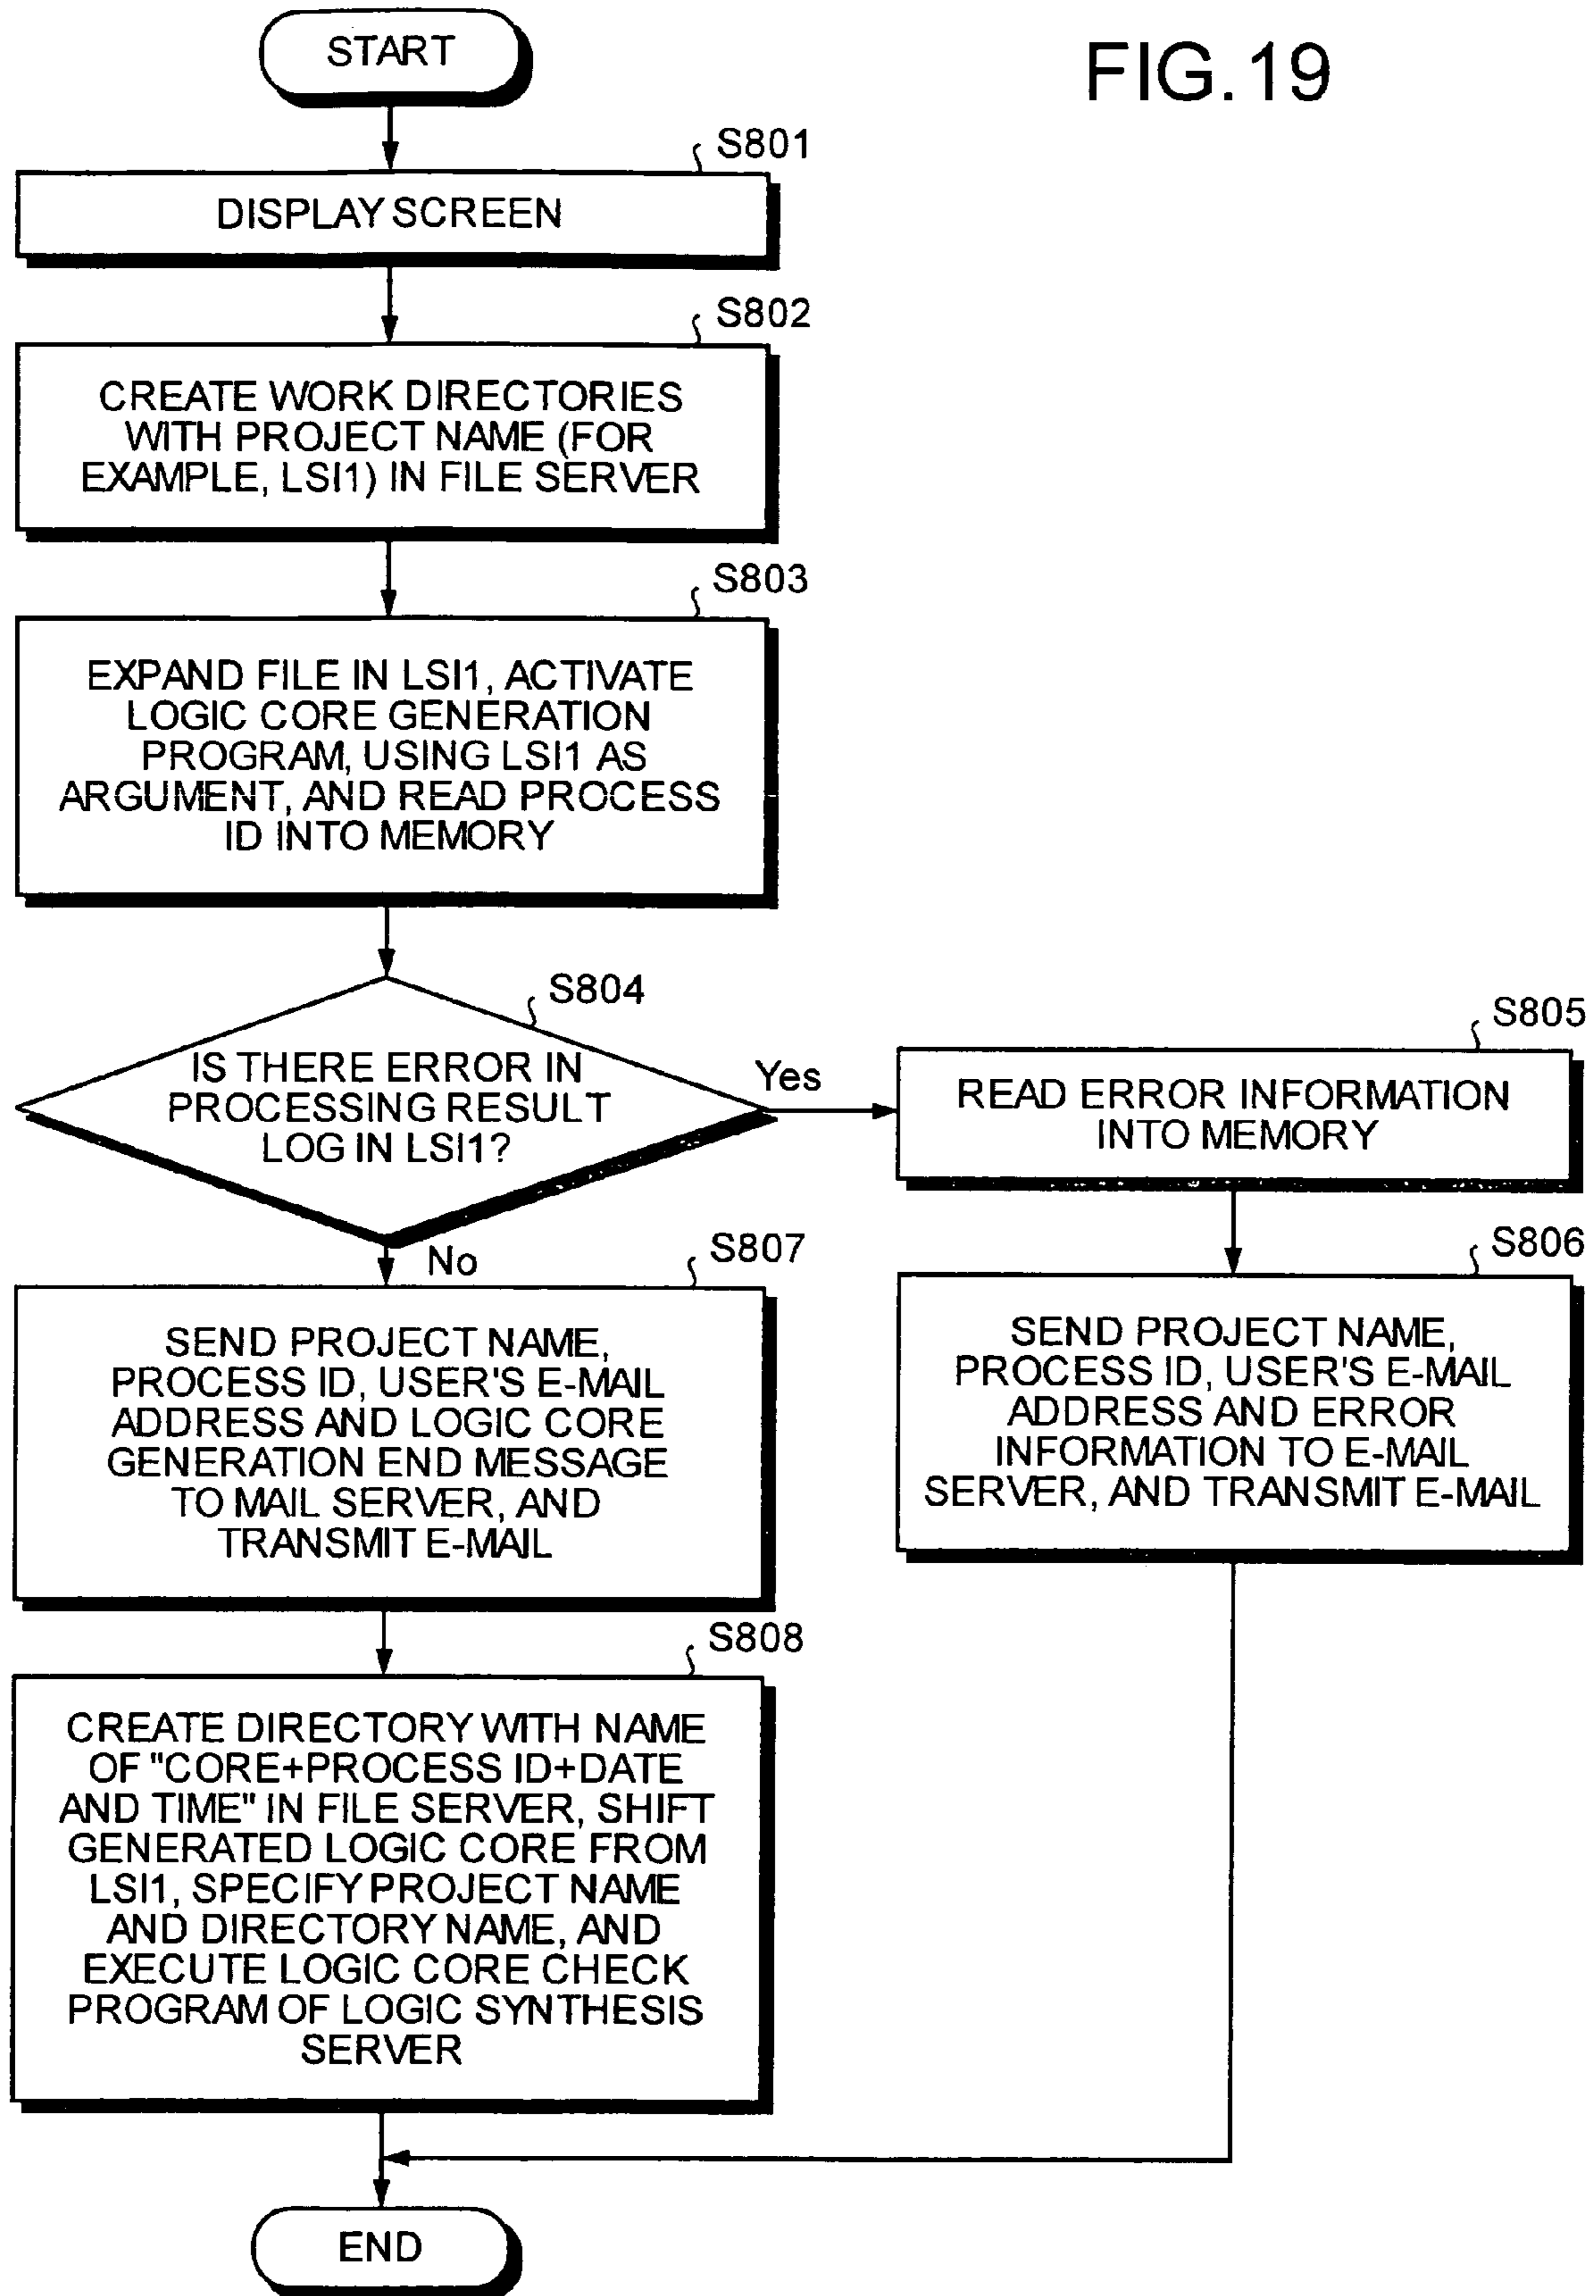 START
FIG.19
S801
DISPLAY SCREEN
S802
CREATE WORK DIRECTORIES
WITH PROJECT NAME (FOR
EXAMPLE, LSI1) IN FILE SERVER
S803
EXPAND FILE IN LSI1, ACTIVATE
LOGIC CORE GENERATION
PROGRAM, USING LSI1 AS
ARGUMENT, AND READ PROCESS
ID INTO MEMORY
S804
IS THERE ERROR IN
PROCESSING RESULT
LOG IN LSI1?
Yes
S805
READ ERROR INFORMATION
INTO MEMORY
No
S806
SEND PROJECT NAME,
PROCESS ID, USER'S E-MAIL
ADDRESS AND ERROR
INFORMATION TO E-MAIL
SERVER, AND TRANSMIT E-MAIL
S807
SEND PROJECT NAME,
PROCESS ID, USER'S E-MAIL
ADDRESS AND LOGIC CORE
GENERATION END MESSAGE
TO MAIL SERVER, AND
TRANSMIT E-MAIL
S808
CREATE DIRECTORY WITH NAME
OF "CORE+PROCESS ID+DATE
AND TIME" IN FILE SERVER, SHIFT
GENERATED LOGIC CORE FROM
LSI1, SPECIFY PROJECT NAME
AND DIRECTORY NAME, AND
EXECUTE LOGIC CORE CHECK
PROGRAM OF LOGIC SYNTHESIS
SERVER
END